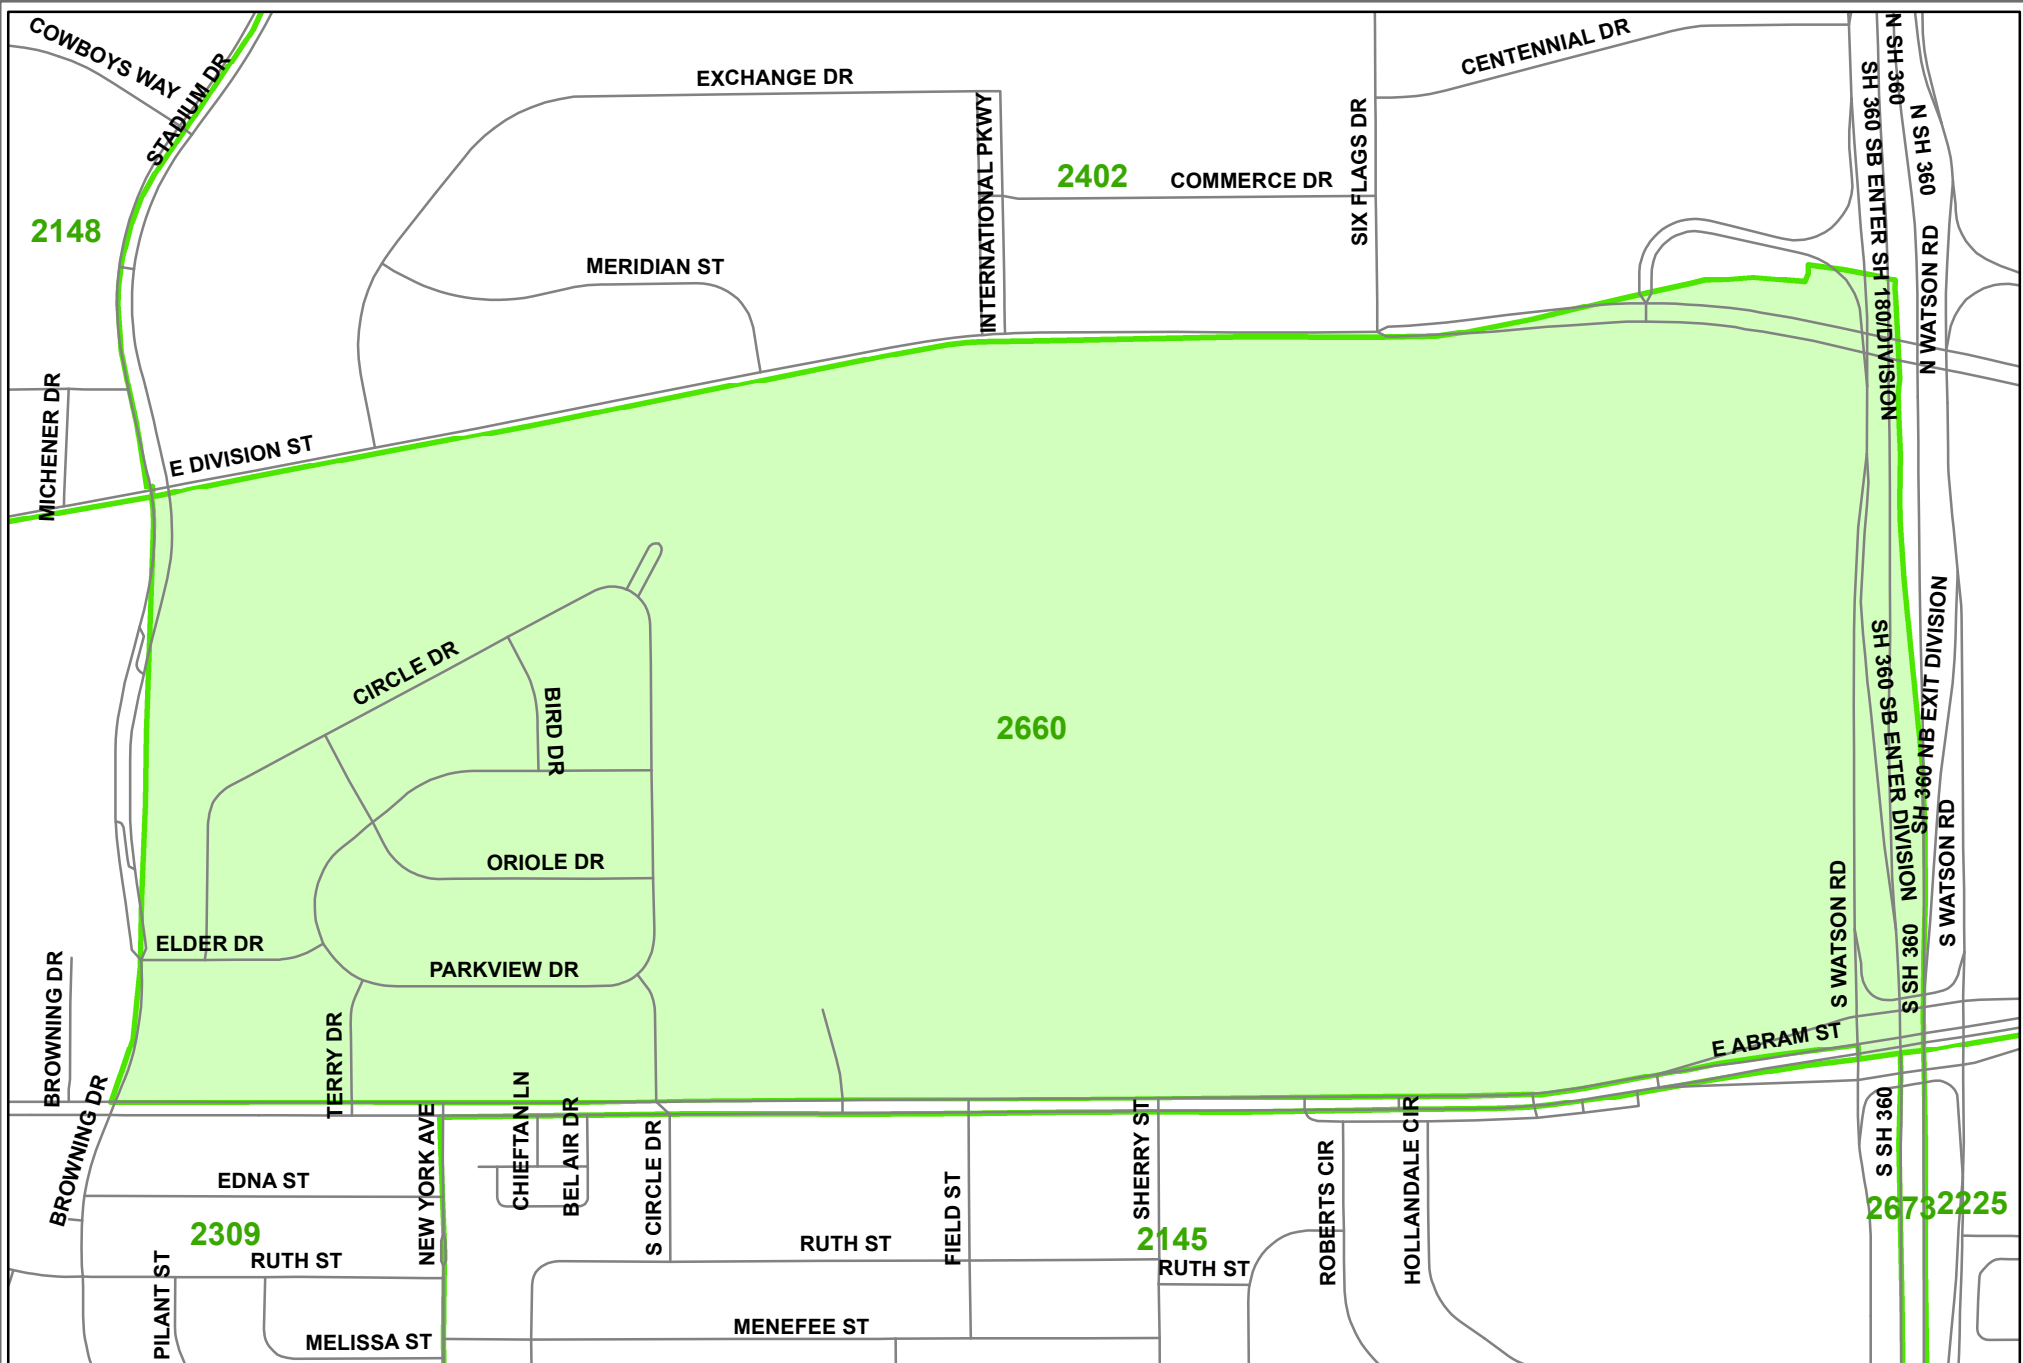 COWBOYS WAY
STADIUM DR
EXCHANGE DR
CENTENNIAL DR
N SH 360
SH 360 SB ENTER SH 180/DIVISION
N SH 360
INTERNATIONAL PKWY
2402
COMMERCE DR
SIX FLAGS DR
2148
MERIDIAN ST
N WATSON RD
MICHENER DR
E DIVISION ST
CIRCLE DR
BIRD DR
2660
SH 360 SB ENTER DIVISION
SH 360 NB EXIT DIVISION
ORIOLE DR
S WATSON RD
S WATSON RD
ELDER DR
PARKVIEW DR
BROWNING DR
S SH 360
TERRY DR
E ABRAM ST
BROWNING DR
NEW YORK AVE
CHIEFTAN LN
BEL AIR DR
S CIRCLE DR
FIELD ST
SHERRY ST
ROBERTS CIR
HOLLANDALE CIR
S SH 360
EDNA ST
2309
2145
2673
2225
RUTH ST
RUTH ST
RUTH ST
PILANT ST
MELISSA ST
MENEFEE ST